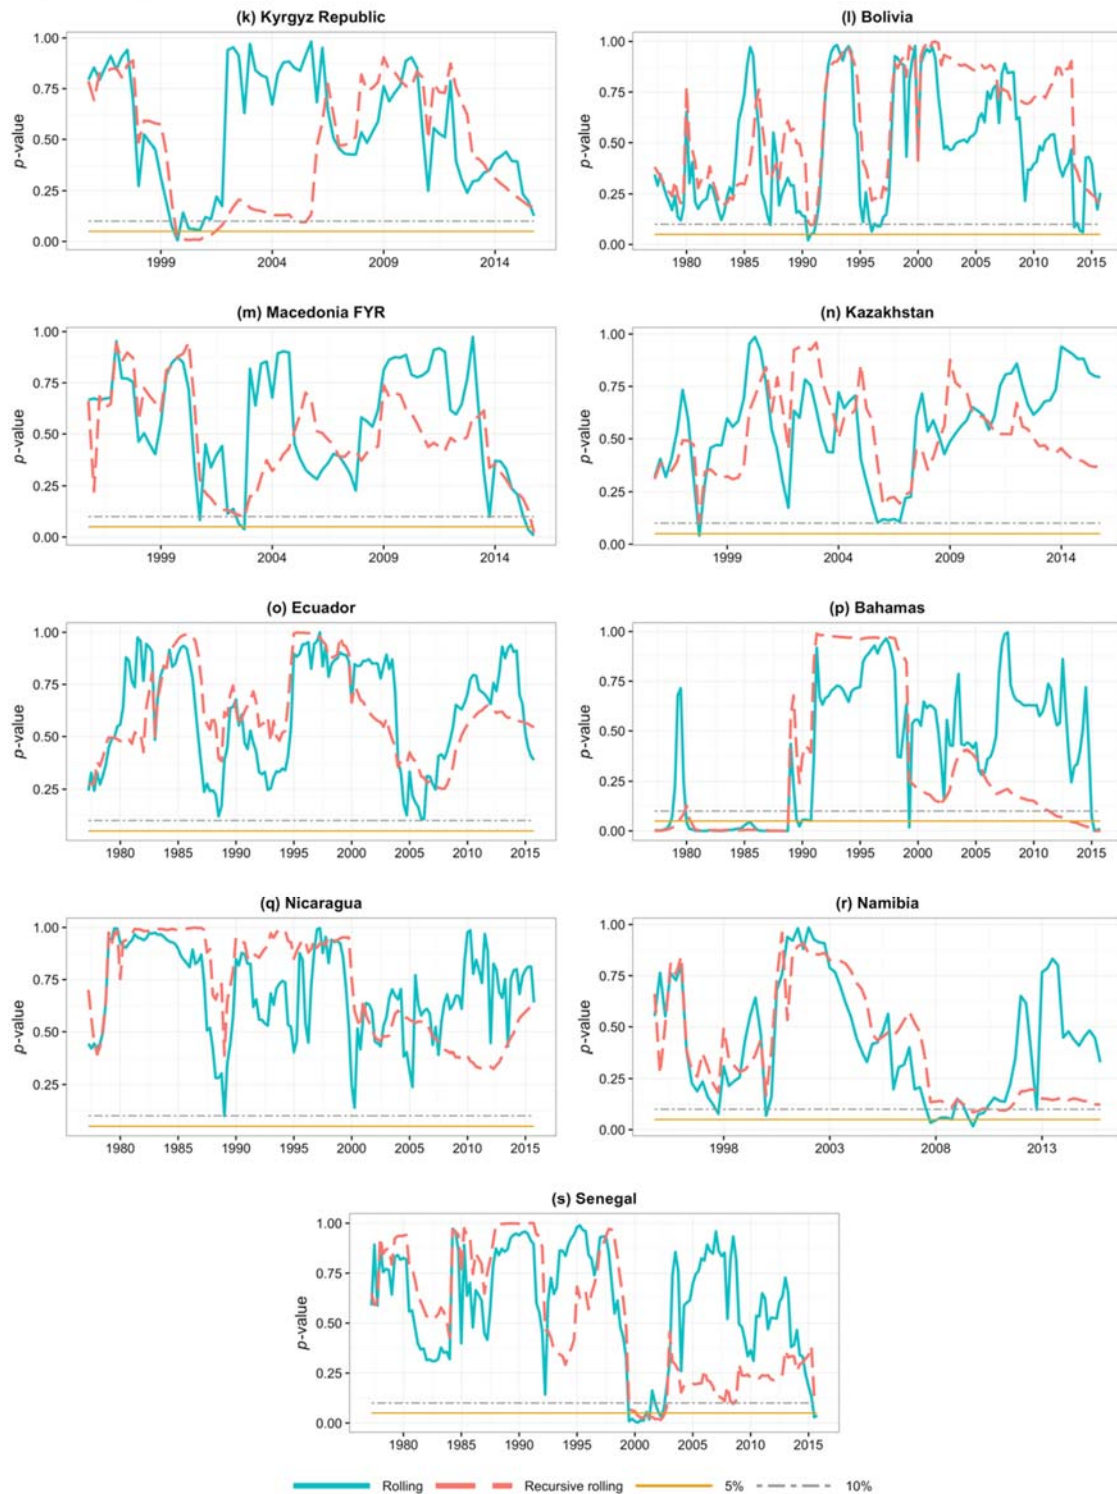 (k) Kyrgyz Republic
1.00
0.75
0.50
0.25
0.00
p-value
1999 2004 2009 2014
(l) Bolivia
1.00
0.75
0.50
0.25
0.00
p-value
1980 1985 1990 1995 2000 2005 2010 2015
(m) Macedonia FYR
1.00
0.75
0.50
0.25
0.00
p-value
1999 2004 2009 2014
(n) Kazakhstan
1.00
0.75
0.50
0.25
0.00
p-value
1999 2004 2009 2014
(o) Ecuador
1.00
0.75
0.50
0.25
p-value
1980 1985 1990 1995 2000 2005 2010 2015
(p) Bahamas
1.00
0.75
0.50
0.25
0.00
p-value
1980 1985 1990 1995 2000 2005 2010 2015
(q) Nicaragua
1.00
0.75
0.50
0.25
p-value
1980 1985 1990 1995 2000 2005 2010 2015
(r) Namibia
1.00
0.75
0.50
0.25
0.00
p-value
1998 2003 2008 2013
(s) Senegal
1.00
0.75
0.50
0.25
0.00
p-value
1980 1985 1990 1995 2000 2005 2010 2015
Rolling Recursive rolling 5% 10%